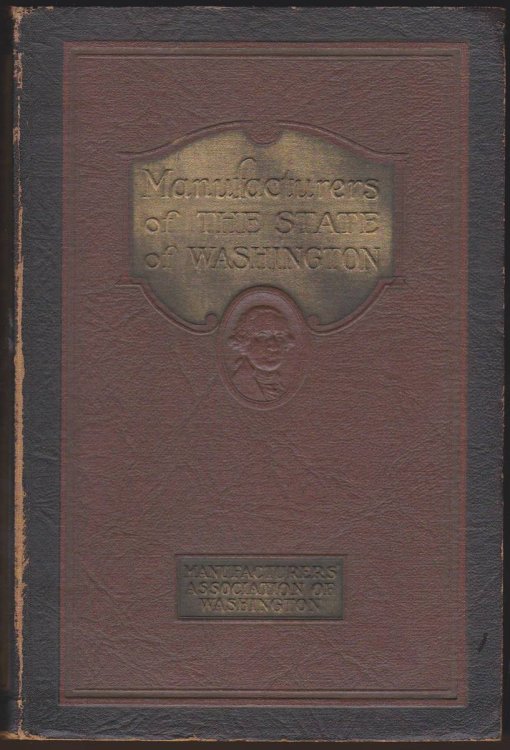 Manufacturers
of THE STATE
of WASHINGTON
MANUFACTURERS'
ASSOCIATION OF
WASHINGTON